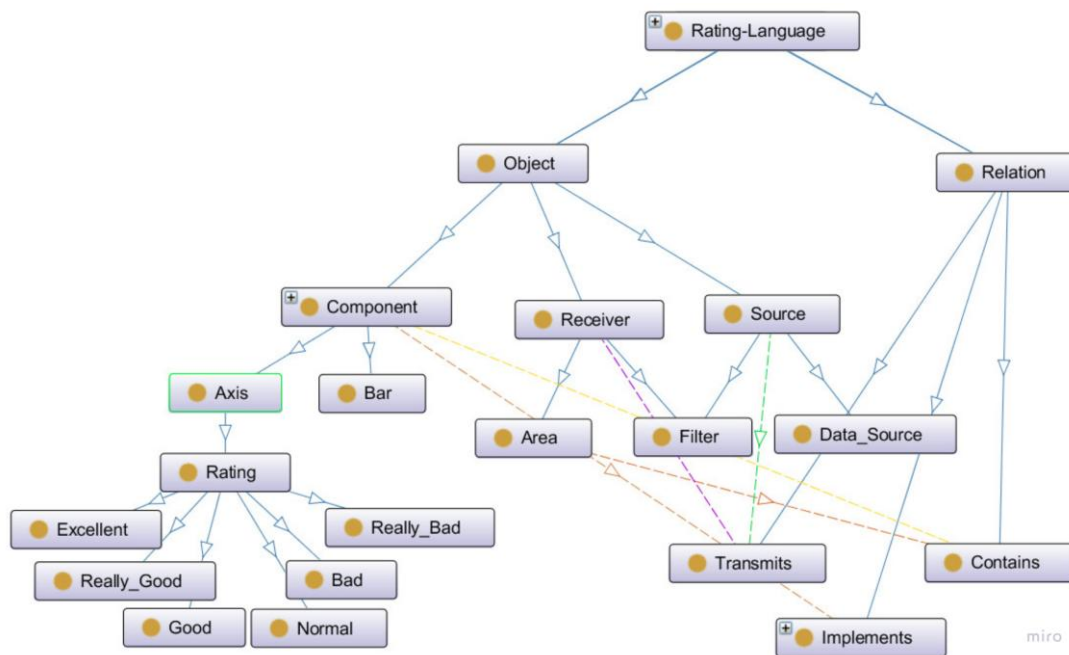 Rating-Language
Object
Relation
Component
Receiver
Source
Axis
Bar
Area
Filter
Data_Source
Rating
Excellent
Really_Bad
Really_Good
Bad
Transmits
Contains
Good
Normal
Implements
miro